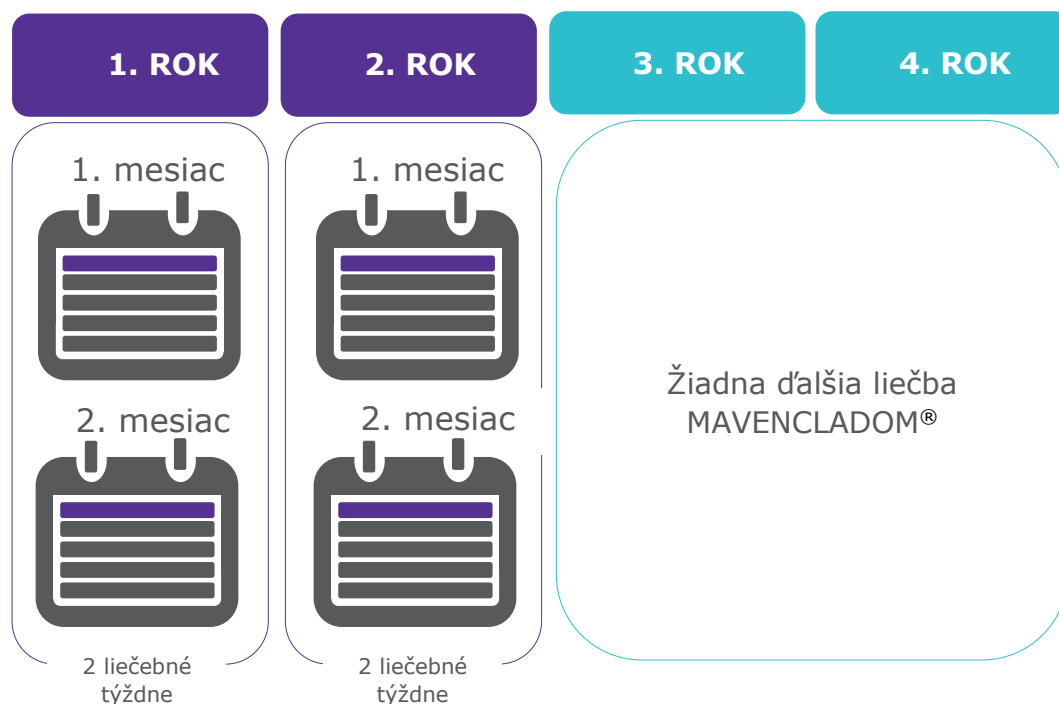 1. ROK
2. ROK
3. ROK
4. ROK
1. mesiac
2. mesiac
2 liečebné
týždne
1. mesiac
2. mesiac
2 liečebné
týždne
Žiadna ďalšia liečba
MAVENCLADOM®